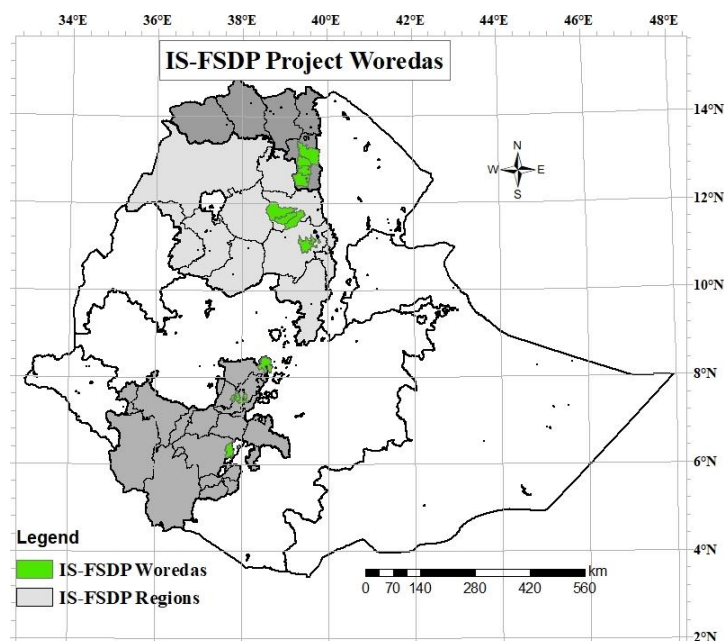 34°E 36°E 38°E 40°E 42°E 44°E 46°E 48°E
IS-FSDP Project Woredas
14°N
N
W E
S
12°N
10°N
8°N
6°N
Legend
IS-FSDP Woredas
IS-FSDP Regions
4°N
km
0 70 140 280 420 560
2°N